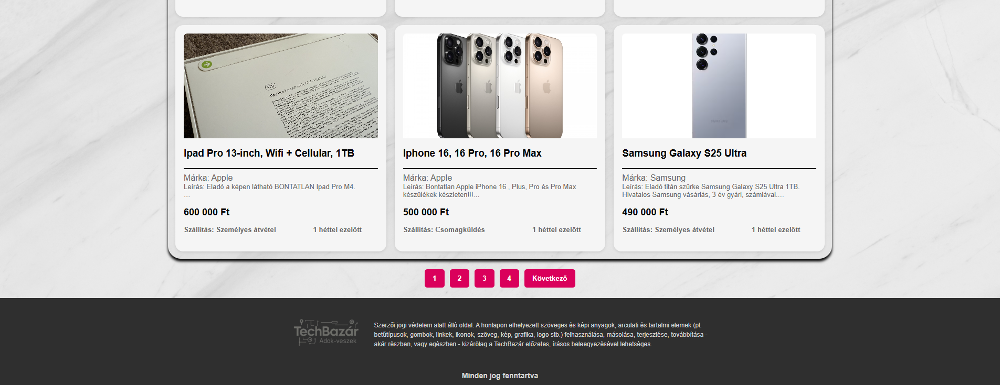 Ipad Pro 13-inch, Wifi + Cellular, 1TB
Márka: Apple
Leírás: Eladó a képen látható BONTATLAN Ipad Pro M4.
...
600 000 Ft
Szállítás: Személyes átvétel
1 héttel ezelőtt
Iphone 16, 16 Pro, 16 Pro Max
Márka: Apple
Leírás: Bontatlan Apple iPhone 16 , Plus, Pro és Pro Max
készülékek készleten!!!...
500 000 Ft
Szállítás: Csomagküldés
1 héttel ezelőtt
SAMSUNG
Samsung Galaxy S25 Ultra
Márka: Samsung
Leírás: Eladó titán szürke Samsung Galaxy S25 Ultra 1TB.
Hivatalos Samsung vásárlás, 3 év gyári, számlával....
490 000 Ft
Szállítás: Személyes átvétel
1 héttel ezelőtt
1 2 3 4 Következő
TechBazár
Adok-veszek
Szerzői jogi védelem alatt álló oldal. A honlapon elhelyezett szöveges és képi anyagok, arculati és tartalmi elemek (pl.
betűtípusok, gombok, linkek, ikonok, szöveg, kép, grafika, logo stb.) felhasználása, másolása, terjesztése, továbbítása -
akár részben, vagy egészben - kizárólag a TechBazár előzetes, írásos beleegyezésével lehetséges.
Minden jog fenntartva